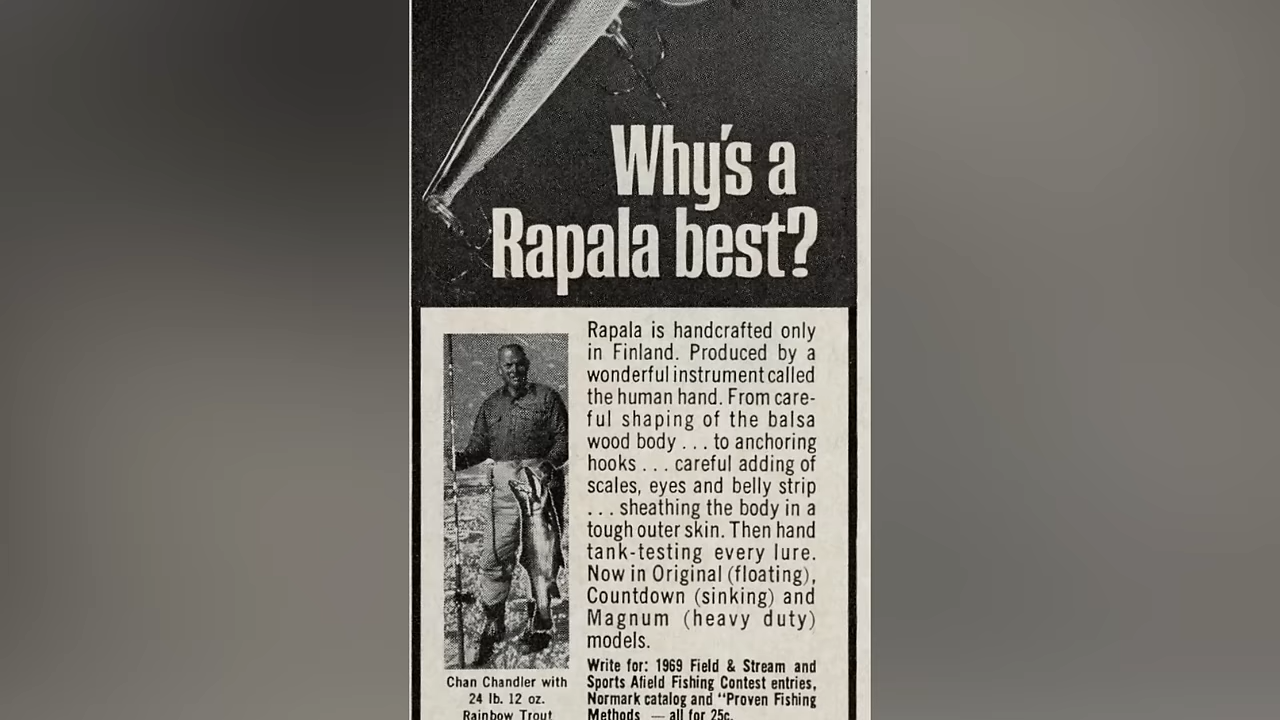 Why's a
Rapala best?
Rapala is handcrafted only
in Finland. Produced by a
wonderful instrument called
the human hand. From care-
ful shaping of the balsa
wood body . . . to anchoring
hooks . . . careful adding of
scales, eyes and belly strip
. . . sheathing the body in a
tough outer skin. Then hand
tank-testing every lure.
Now in Original (floating),
Countdown (sinking) and
Magnum (heavy duty)
models.
Write for: 1969 Field & Stream and
Sports Afield Fishing Contest entries,
Normark catalog and "Proven Fishing
Methods — all for 25c.
Chan Chandler with
24 lb. 12 oz.
Rainbow Trout